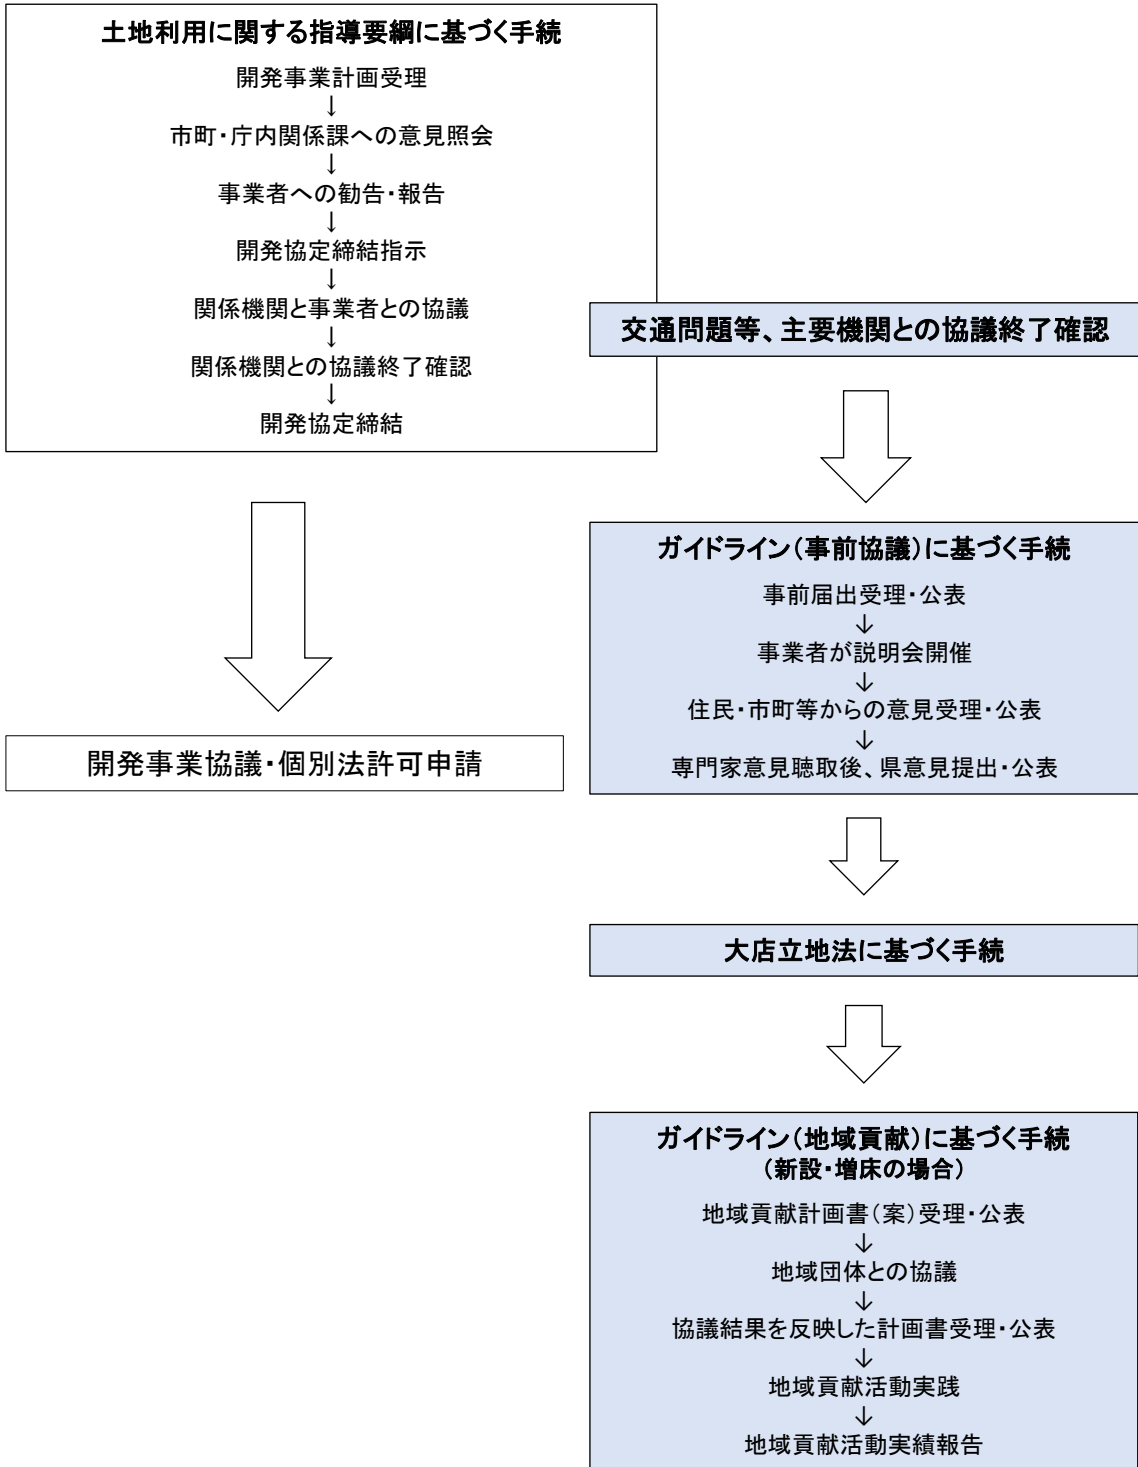 土地利用に関する指導要綱に基づく手続
開発事業計画受理
↓
市町・庁内関係課への意見照会
↓
事業者への勧告・報告
↓
開発協定締結指示
↓
関係機関と事業者との協議
↓
関係機関との協議終了確認
↓
開発協定締結
開発事業協議・個別法許可申請
交通問題等、主要機関との協議終了確認
ガイドライン(事前協議)に基づく手続
事前届出受理・公表
↓
事業者が説明会開催
↓
住民・市町等からの意見受理・公表
↓
専門家意見聴取後、県意見提出・公表
大店立地法に基づく手続
ガイドライン(地域貢献)に基づく手続
(新設・増床の場合)
地域貢献計画書(案)受理・公表
↓
地域団体との協議
↓
協議結果を反映した計画書受理・公表
↓
地域貢献活動実践
↓
地域貢献活動実績報告